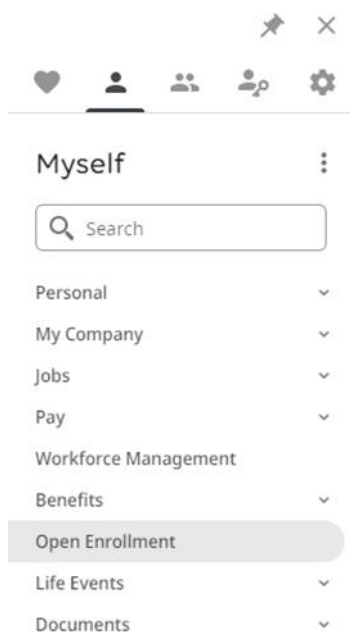 Myself
Search
Personal
My Company
Jobs
Pay
Workforce Management
Benefits
Open Enrollment
Life Events
Documents